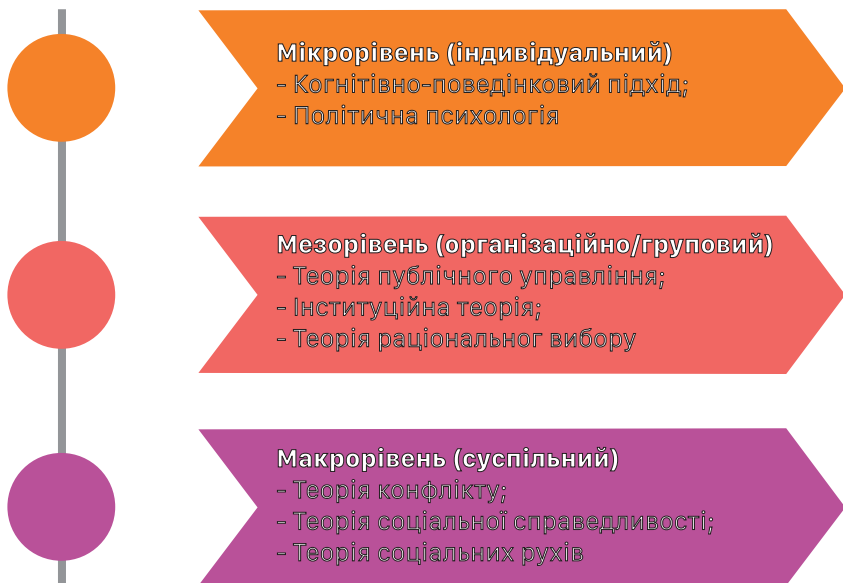 Мікрорівень (індивідуальний)
- Когнітівно-поведінковий підхід;
- Політична психологія
Мезорівень (організаційно/груповий)
- Теорія публічного управління;
- Інституційна теорія;
- Теорія раціональног вибору
Макрорівень (суспільний)
- Теорія конфлікту;
- Теорія соціальної справедливості;
- Теорія соціальних рухів